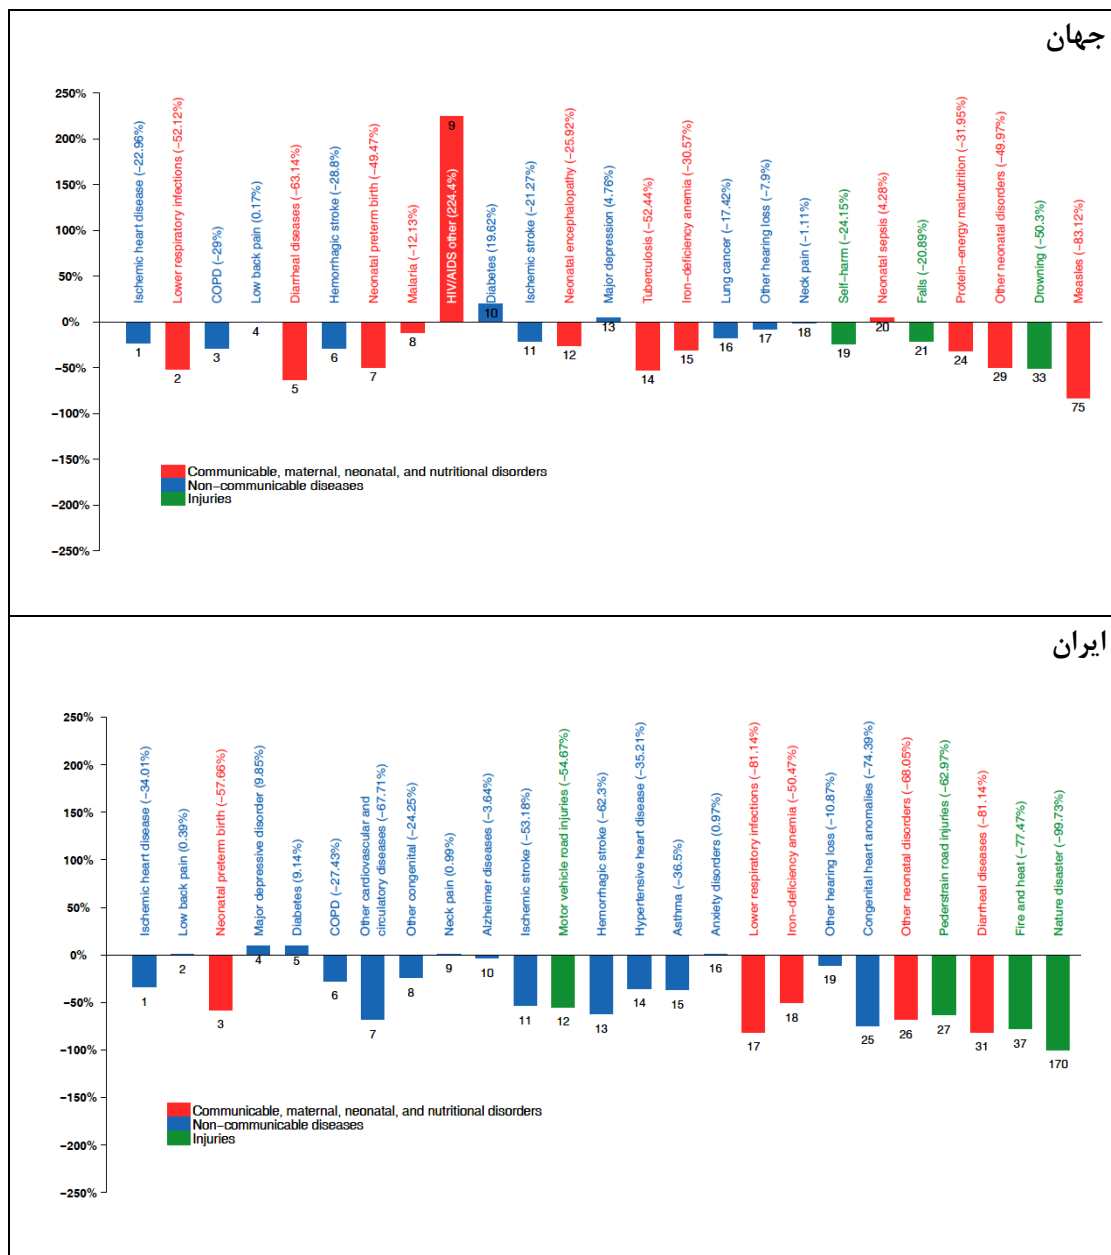 جهان
250%
200%
150%
100%
50%
0%
−50%
−100%
−150%
−200%
−250%
Ischemic heart disease (−22.96%)
Lower respiratory infections (−52.12%)
COPD (−29%)
Low back pain (0.17%)
Diarrheal diseases (−63.14%)
Hemorrhagic stroke (−28.8%)
Neonatal preterm birth (−49.47%)
Malaria (−12.13%)
HIV/AIDS other (224.4%)
Diabetes (19.62%)
Ischemic stroke (−21.27%)
Neonatal encephalopathy (−25.92%)
Major depression (4.76%)
Tuberculosis (−52.44%)
Iron−deficiency anemia (−30.57%)
Lung cancer (−17.42%)
Other hearing loss (−7.9%)
Neck pain (−1.11%)
Self−harm (−24.15%)
Neonatal sepsis (4.28%)
Falls (−20.89%)
Protein−energy malnutrition (−31.95%)
Other neonatal disorders (−49.97%)
Drowning (−50.3%)
Measles (−83.12%)
1 2 3 4 5 6 7 8 9 10 11 12 13 14 15 16 17 18 19 20 21 24 29 33 75
Communicable, maternal, neonatal, and nutritional disorders
Non−communicable diseases
Injuries
ایران
250%
200%
150%
100%
50%
0%
−50%
−100%
−150%
−200%
−250%
Ischemic heart disease (−34.01%)
Low back pain (0.39%)
Neonatal preterm birth (−57.66%)
Major depressive disorder (9.85%)
Diabetes (9.14%)
COPD (−27.43%)
Other cardiovascular and
circulatory diseases (−67.71%)
Other congenital (−24.25%)
Neck pain (0.99%)
Alzheimer diseases (−3.64%)
Ischemic stroke (−53.18%)
Motor vehicle road injuries (−54.67%)
Hemorrhagic stroke (−62.3%)
Hypertensive heart disease (−35.21%)
Asthma (−36.5%)
Anxiety disorders (0.97%)
Lower respiratory infections (−81.14%)
Iron−deficiency anemia (−50.47%)
Other hearing loss (−10.87%)
Congenital heart anomalies (−74.39%)
Other neonatal disorders (−68.05%)
Pederstrain road injuries (−62.97%)
Diarrheal diseases (−81.14%)
Fire and heat (−77.47%)
Nature disaster (−99.73%)
1 2 3 4 5 6 7 8 9 10 11 12 13 14 15 16 17 18 19 25 26 27 31 37 170
Communicable, maternal, neonatal, and nutritional disorders
Non−communicable diseases
Injuries